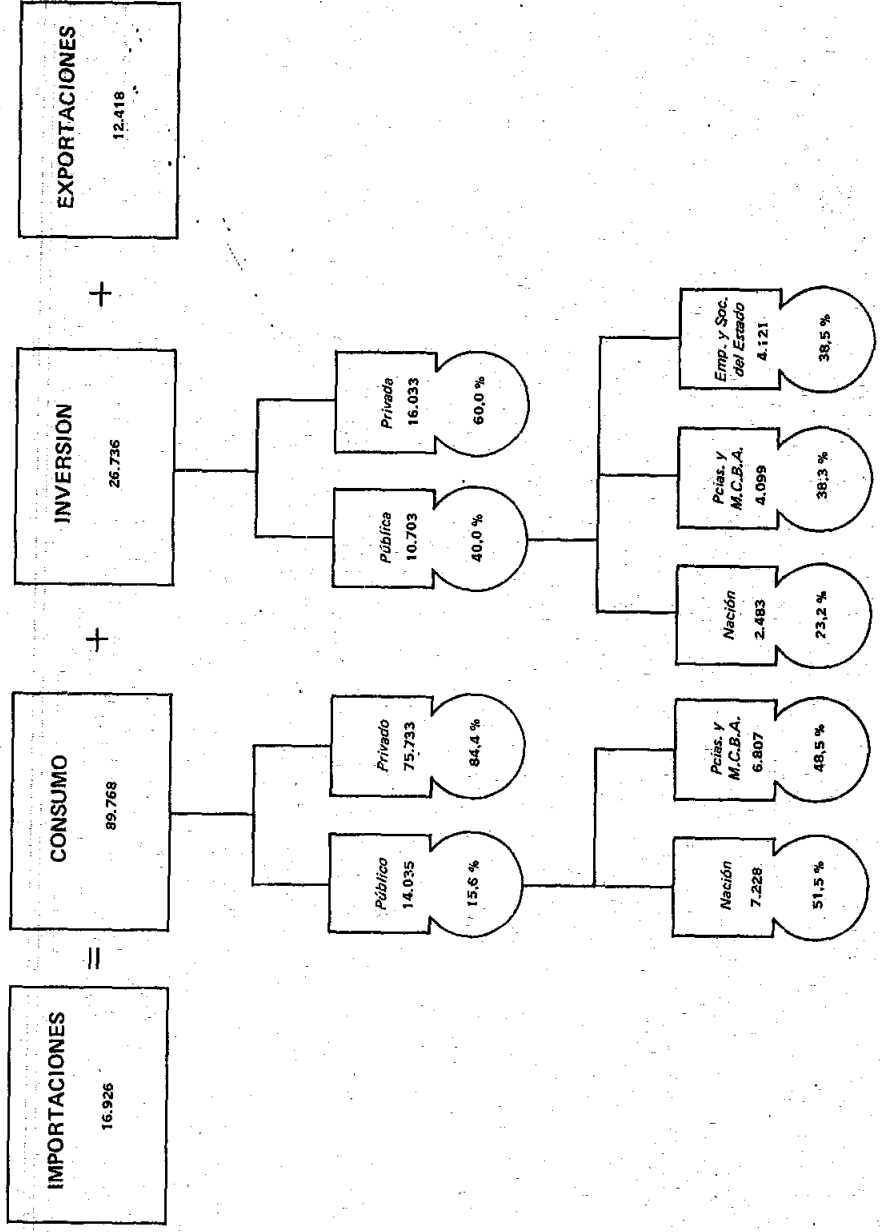 IMPORTACIONES
16.926
=
CONSUMO
89.768
+
INVERSION
26.736
+
EXPORTACIONES
12.418
Público
14.035
15,6 %
Privado
75.733
84,4 %
Pública
10.703
40,0 %
Privada
16.033
60,0 %
Nación
7.228
51,5 %
Pcias. y
M.C.B.A.
6.807
48,5 %
Nación
2.483
23,2 %
Pcias. y
M.C.B.A.
4.099
38,3 %
Emp. y Soc.
del Estado
4.121
38,5 %